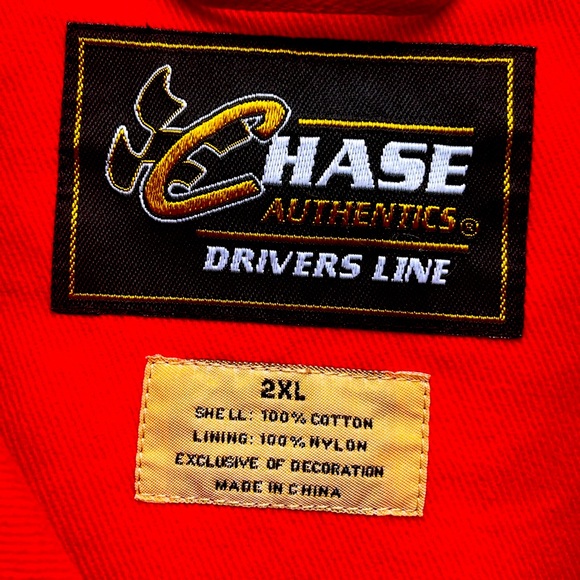 CHASE
AUTHENTICS®
DRIVERS LINE
2XL
SHELL: 100% COTTON
LINING: 100% NYLON
EXCLUSIVE OF DECORATION
MADE IN CHINA